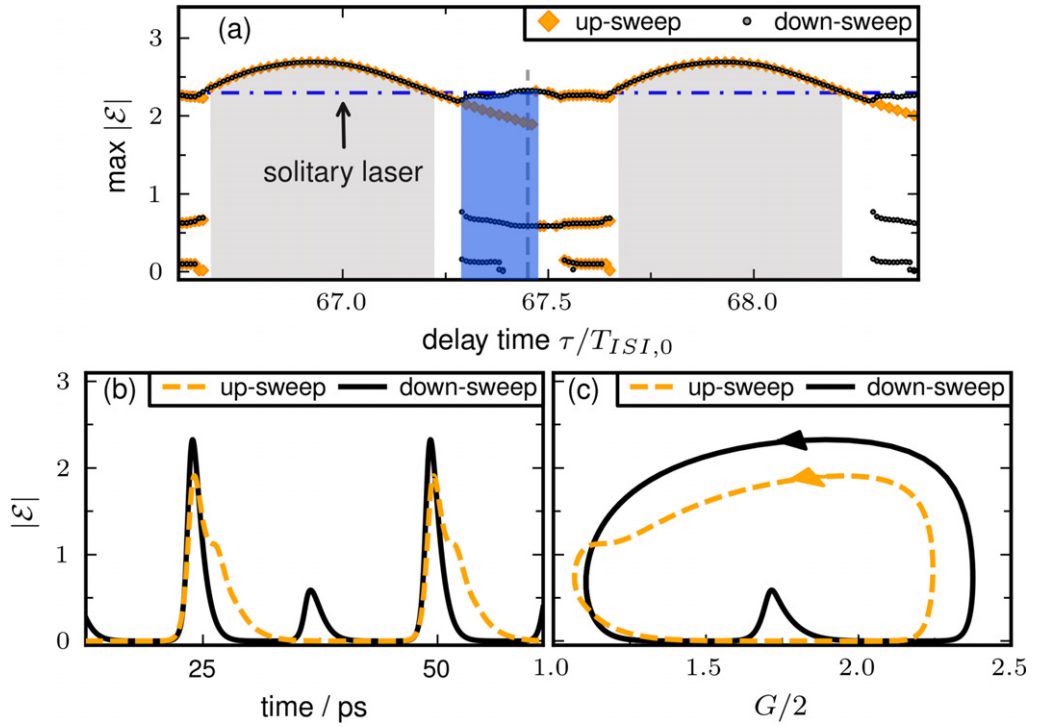 (a)
up-sweep
down-sweep
3
2
1
0
max |ℰ|
solitary laser
67.0
67.5
68.0
delay time τ/T_{ISI,0}
(b)
up-sweep
down-sweep
(c)
up-sweep
down-sweep
3
2
1
0
|ℰ|
25
50
1.0
1.5
2.0
2.5
time / ps
G/2